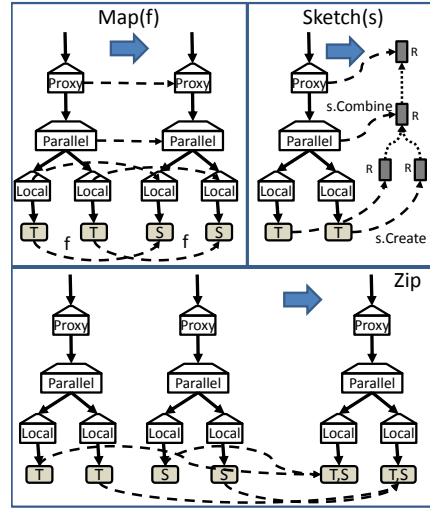 Map(f)
Proxy Proxy
Parallel Parallel
Local Local Local Local
T T S S
f f
Sketch(s)
R
Proxy
s.Combine
R
Parallel
R R
Local Local
T T
s.Create
Zip
Proxy Proxy Proxy
Parallel Parallel Parallel
Local Local Local Local Local Local
T T S S T,S T,S